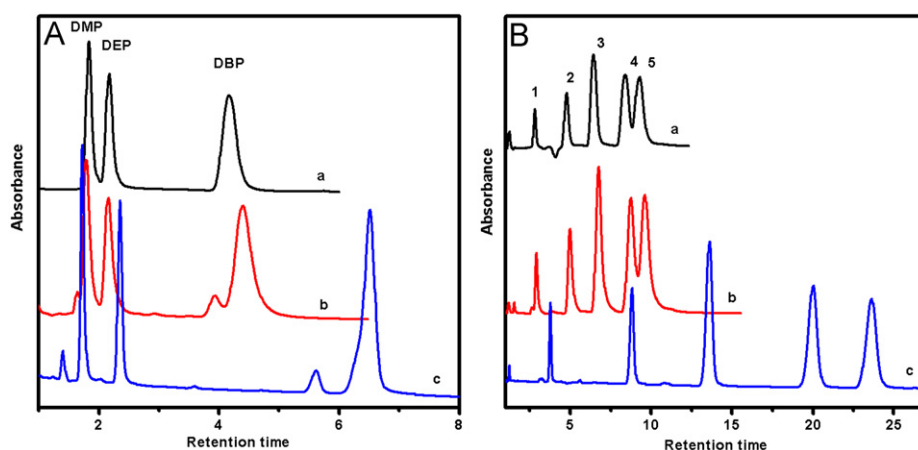 A
DMP
DEP
DBP
a
b
c
Absorbance
2 4 6 8
Retention time
B
1 2 3 4 5
a
b
c
Absorbance
5 10 15 20 25
Retention time